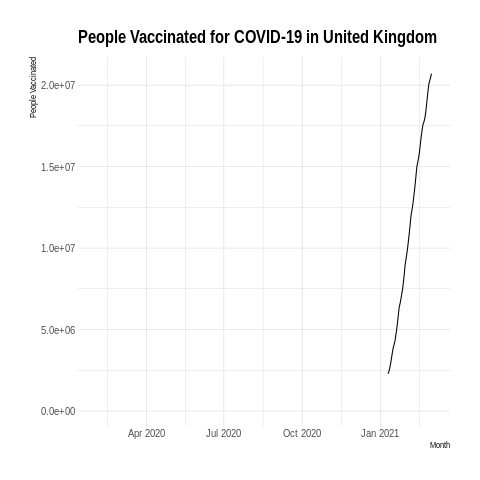 People Vaccinated for COVID-19 in United Kingdom
People Vaccinated
2.0e+07
1.5e+07
1.0e+07
5.0e+06
0.0e+00
Apr 2020 Jul 2020 Oct 2020 Jan 2021
Month